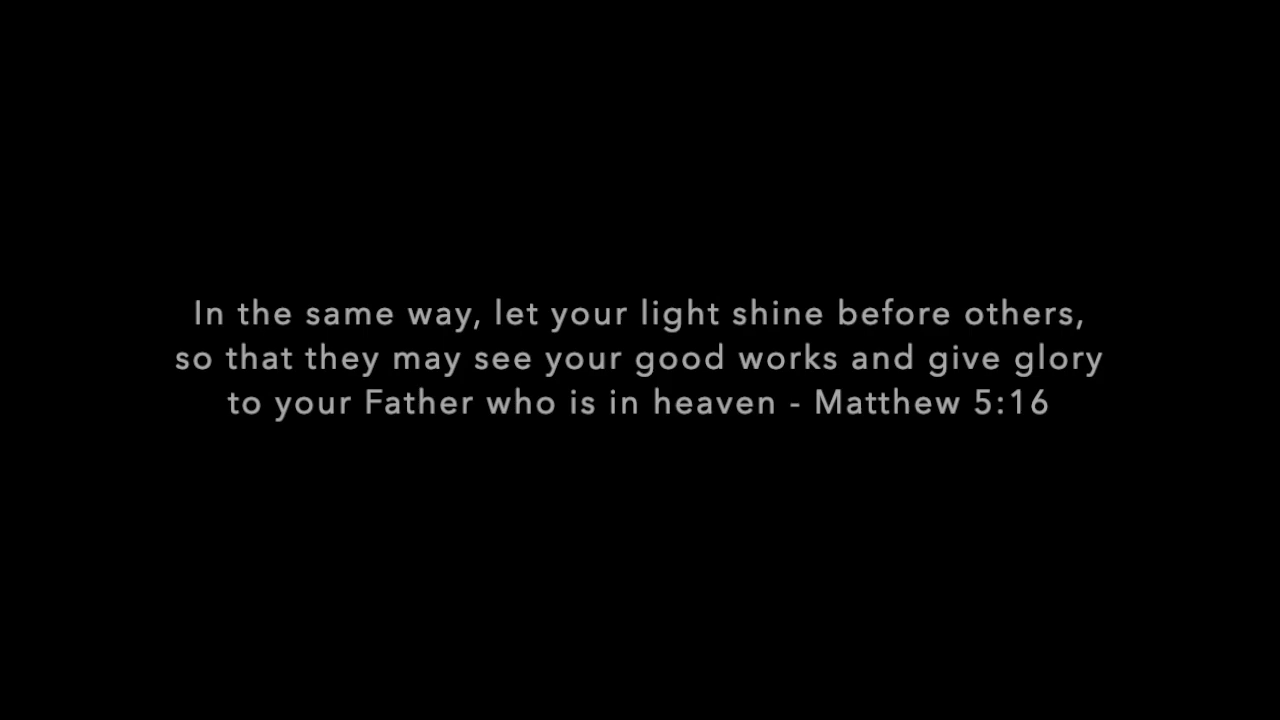 In the same way, let your light shine before others,
so that they may see your good works and give glory
to your Father who is in heaven - Matthew 5:16